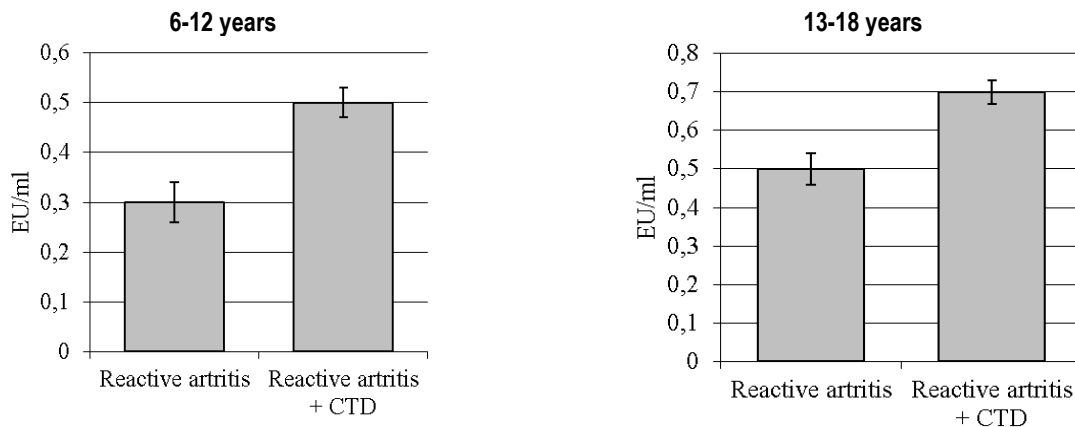 6-12 years
0,6
0,5
0,4
0,3
0,2
0,1
0
EU/ml
Reactive artritis
Reactive artritis
+ CTD
13-18 years
0,8
0,7
0,6
0,5
0,4
0,3
0,2
0,1
0
EU/ml
Reactive artritis
Reactive artritis
+ CTD